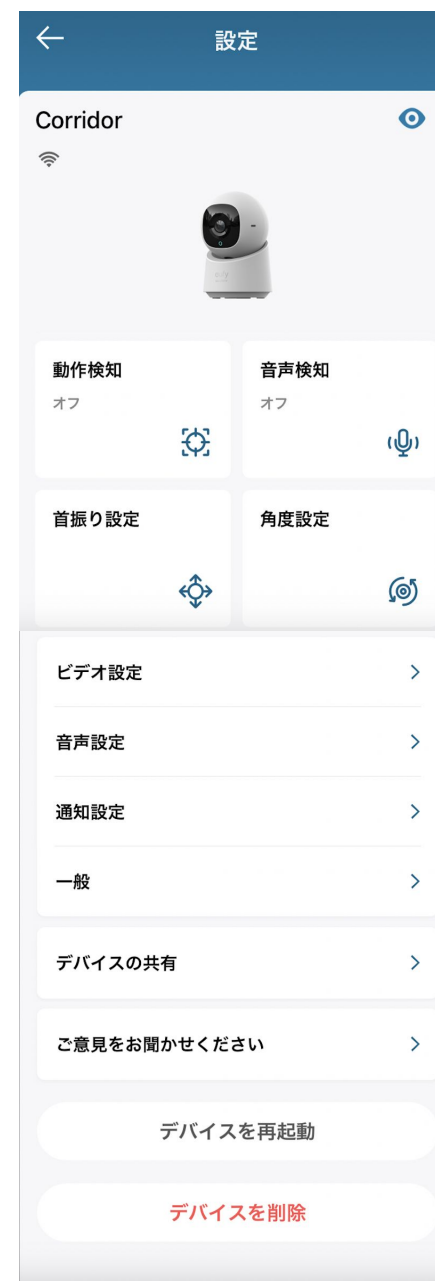 設定
Corridor
動作検知
オフ
音声検知
オフ
首振り設定
角度設定
ビデオ設定
音声設定
通知設定
一般
デバイスの共有
ご意見をお聞かせください
デバイスを再起動
デバイスを削除